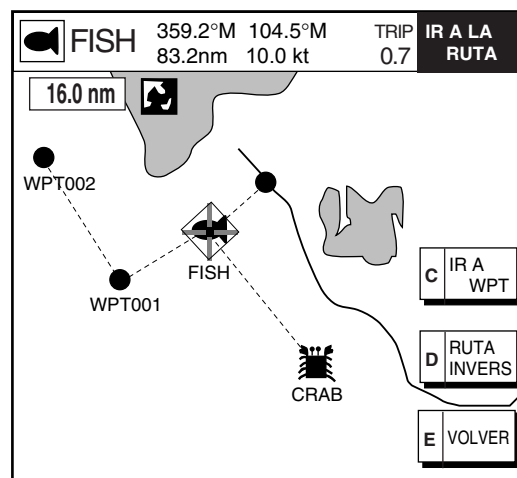 FISH 359.2°M 104.5°M TRIP IR A LA
83.2nm 10.0 kt 0.7 RUTA
16.0 nm
WPT002
FISH
WPT001
C IR A
WPT
D RUTA
INVERS
CRAB
E VOLVER